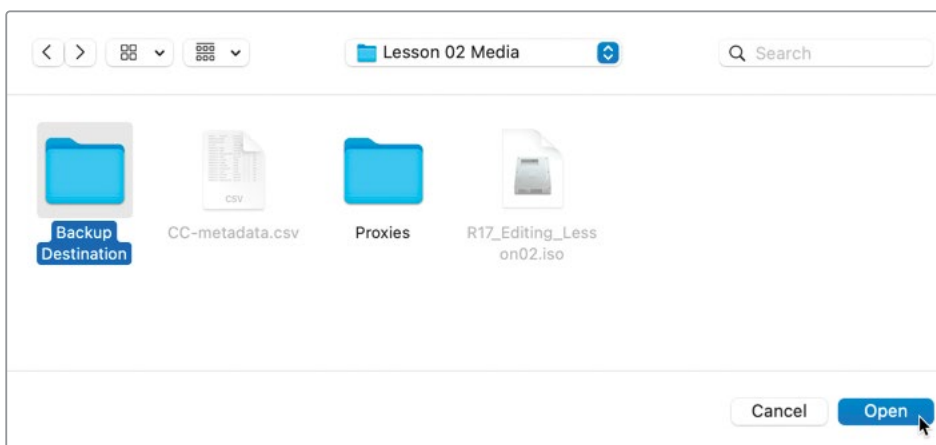 Lesson 02 Media
Search
CSV
Backup
Destination
CC-metadata.csv
Proxies
R17_Editing_Less
on02.iso
Cancel
Open